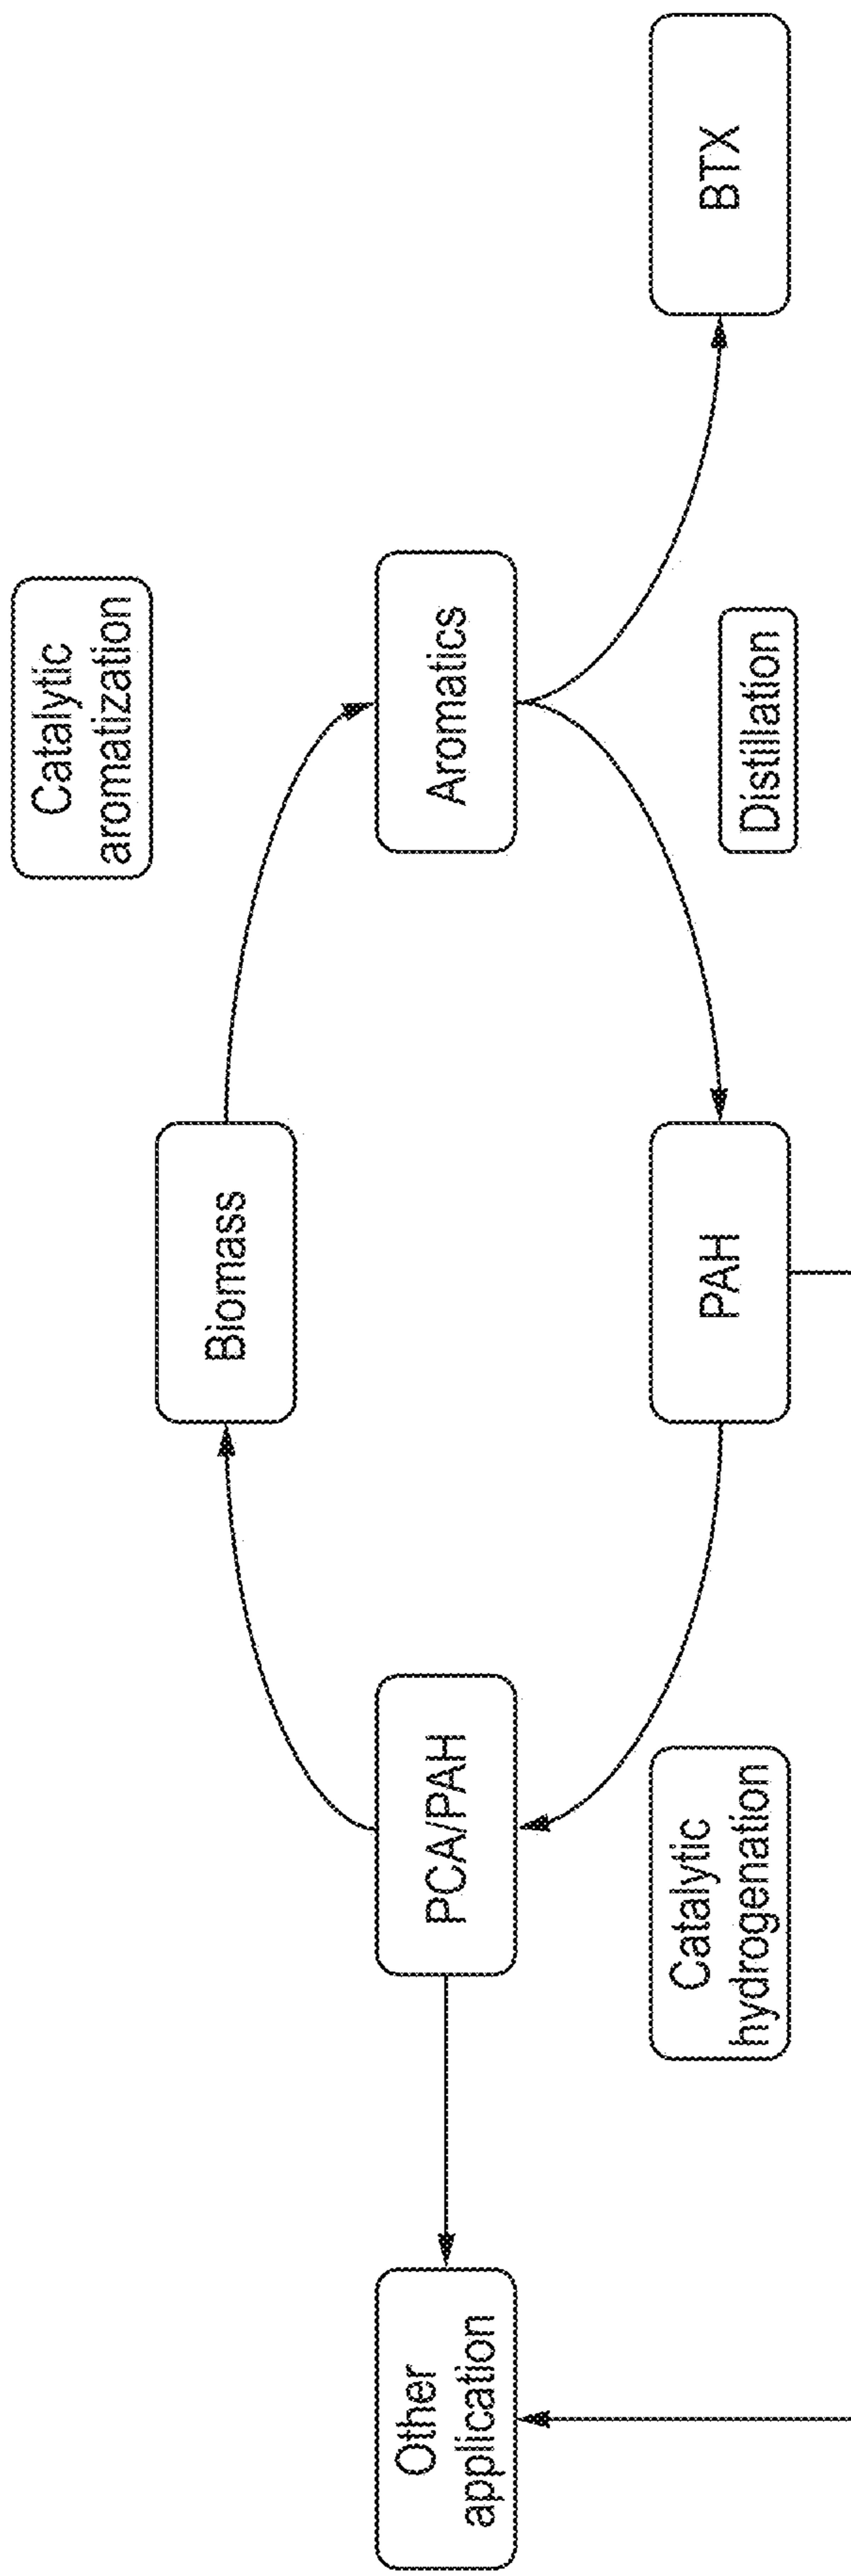 Catalytic
aromatization
Biomass
Other
application
PCA/PAH
Aromatics
Catalytic
hydrogenation
PAH
Distillation
BTX